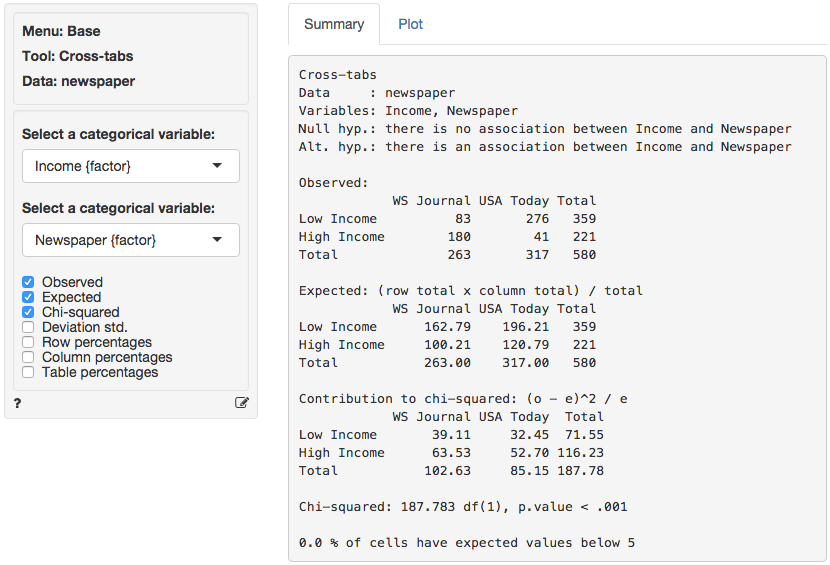 Menu: Base
Tool: Cross-tabs
Data: newspaper
Select a categorical variable:
Income {factor}
Select a categorical variable:
Newspaper {factor}
Observed
Expected
Chi-squared
Deviation std.
Row percentages
Column percentages
Table percentages
?
Summary Plot
Cross-tabs
Data     : newspaper
Variables: Income, Newspaper
Null hyp.: there is no association between Income and Newspaper
Alt. hyp.: there is an association between Income and Newspaper
Observed:
            WS Journal USA Today Total
Low Income          83       276   359
High Income        180        41   221
Total              263       317   580
Expected: (row total x column total) / total
            WS Journal USA Today Total
Low Income      162.79    196.21   359
High Income     100.21    120.79   221
Total           263.00    317.00   580
Contribution to chi-squared: (o - e)^2 / e
            WS Journal USA Today  Total
Low Income       39.11     32.45  71.55
High Income      63.53     52.70 116.23
Total           102.63     85.15 187.78
Chi-squared: 187.783 df(1), p.value < .001
0.0 % of cells have expected values below 5